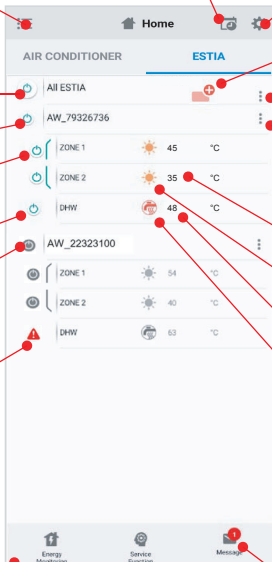 Home
AIR CONDITIONER ESTIA
All ESTIA
AW_79326736
ZONE 1 45 °C
ZONE 2 35 °C
DHW 48 °C
AW_22323100
ZONE 1 54 °C
ZONE 2 40 °C
DHW 63 °C
1
Energy Service Message
Monitoring Function